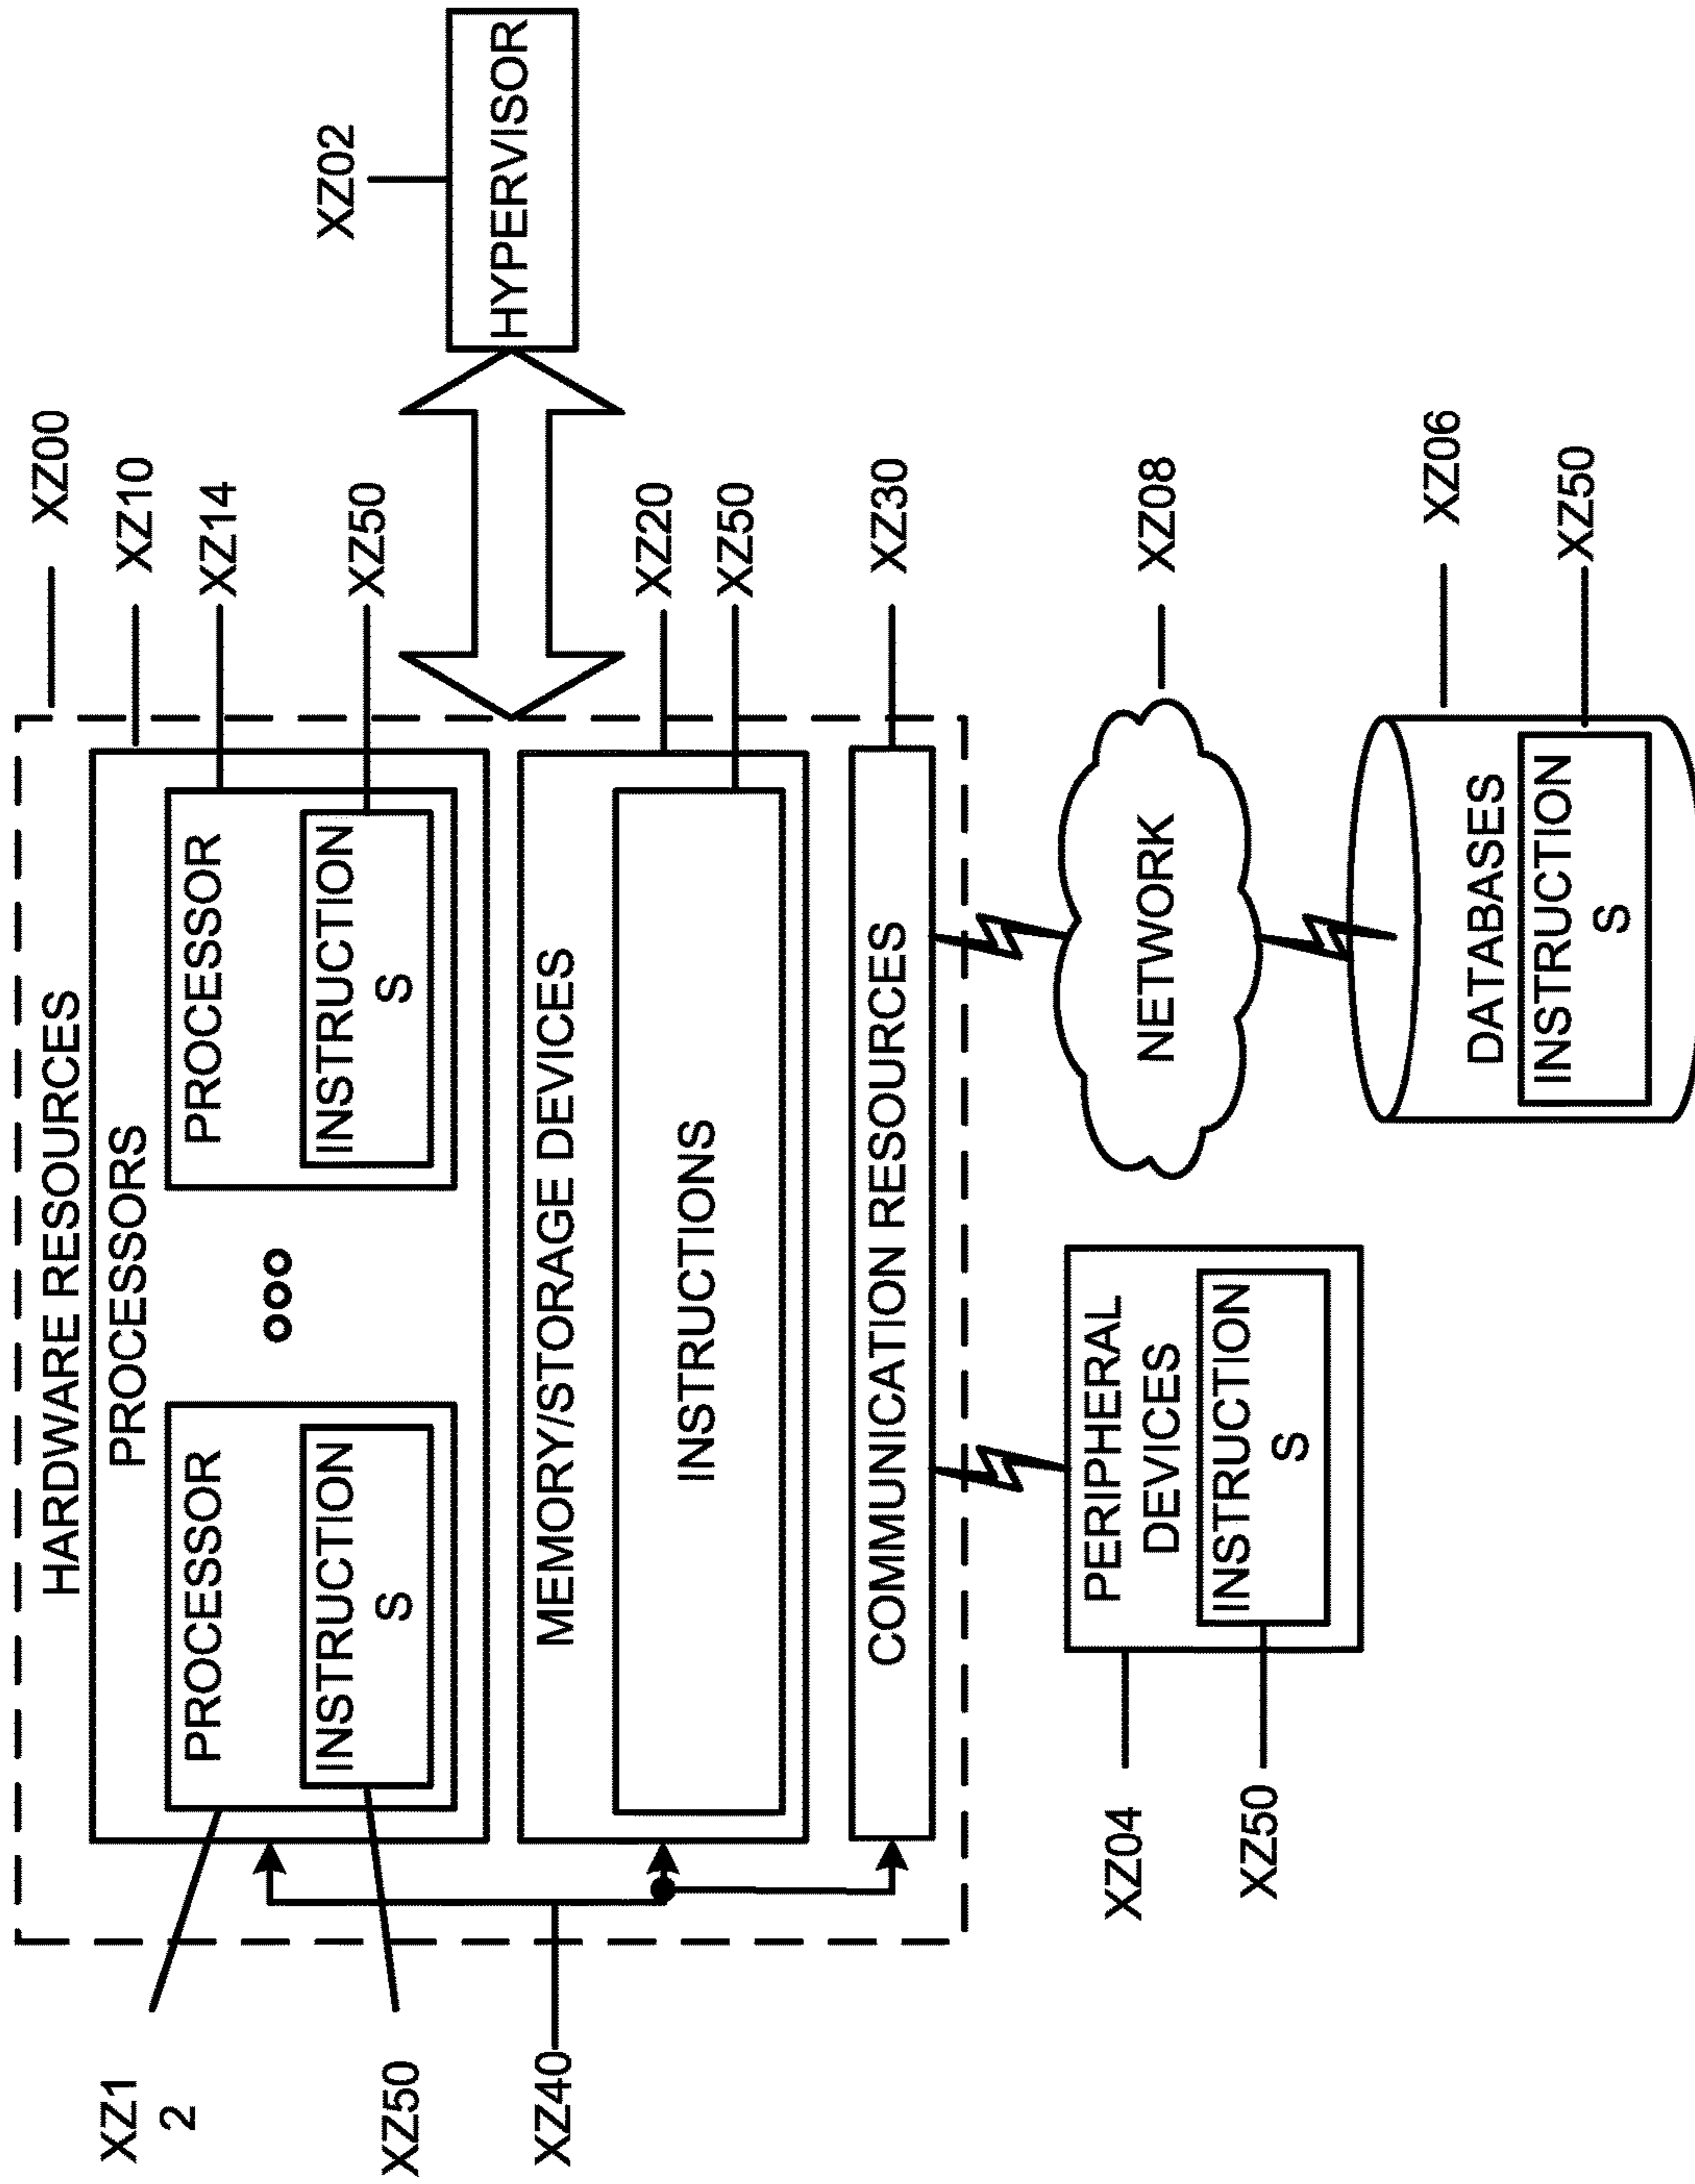 HARDWARE RESOURCES
XZ00
PROCESSORS
XZ10
XZ1
2
PROCESSOR
PROCESSOR
XZ14
XZ50
INSTRUCTION
S
INSTRUCTION
S
XZ50
XZ02
HYPERVISOR
XZ40
MEMORY/STORAGE DEVICES
XZ20
INSTRUCTIONS
XZ50
COMMUNICATION RESOURCES
XZ30
XZ04
PERIPHERAL
DEVICES
XZ50
INSTRUCTION
S
NETWORK
XZ08
DATABASES
XZ06
INSTRUCTION
S
XZ50